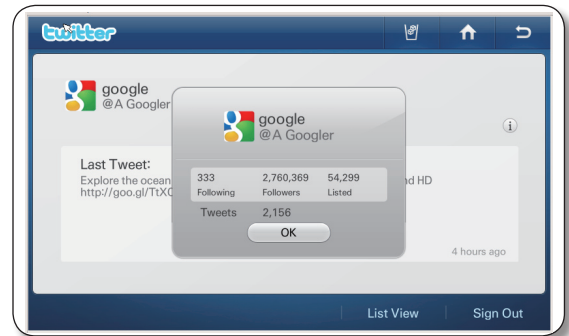 twitter
google
@A Googler
google
@A Googler
Last Tweet:
Explore the ocean
nd HD
http://goo.gl/TtXC
333
2,760,369
54,299
Following
Followers
Listed
Tweets
2,156
OK
4 hours ago
List View
Sign Out